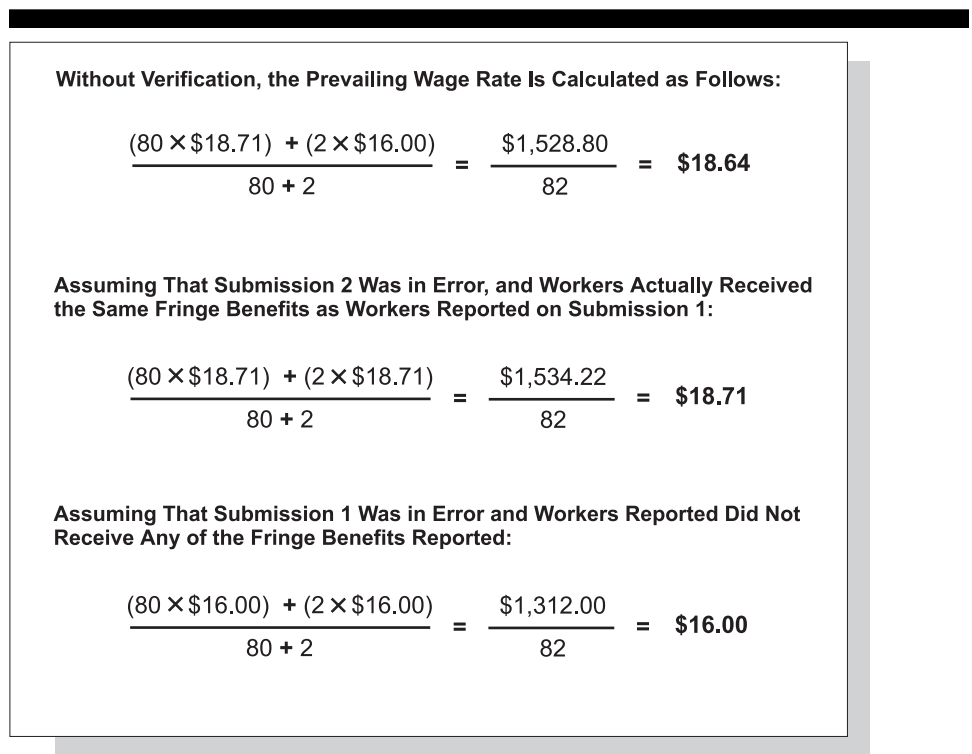 Without Verification, the Prevailing Wage Rate Is Calculated as Follows:
(80 × $18.71) + (2 × $16.00)
80 + 2
=
$1,528.80
82
=
$18.64
Assuming That Submission 2 Was in Error, and Workers Actually Received
the Same Fringe Benefits as Workers Reported on Submission 1:
(80 × $18.71) + (2 × $18.71)
80 + 2
=
$1,534.22
82
=
$18.71
Assuming That Submission 1 Was in Error and Workers Reported Did Not
Receive Any of the Fringe Benefits Reported:
(80 × $16.00) + (2 × $16.00)
80 + 2
=
$1,312.00
82
=
$16.00